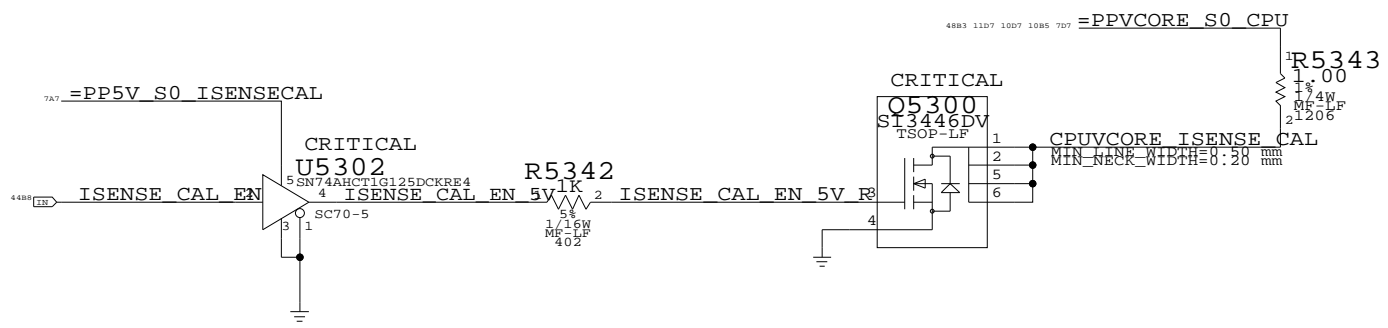 48B3 11D7 10D7 10B5 7D7 =PPVCORE_S0_CPU
1
R5343
1.00
1%
1/4W
MF-LF
1206
2
7A7 =PP5V_S0_ISENSECAL
CRITICAL
U5302
5 SN74AHCT1G125DCKRE4
44B8 IN ISENSE_CAL_EN 2
4 ISENSE_CAL_EN_5V
SC70-5
3 1
R5342
1 1K 2
5%
1/16W
MF-LF
402
ISENSE_CAL_EN_5V_R 3
4
CRITICAL
Q5300
SI3446DV
TSOP-LF
1
2
5
6
CPUVCORE_ISENSE_CAL
MIN_LINE_WIDTH=0.50 mm
MIN_NECK_WIDTH=0.20 mm